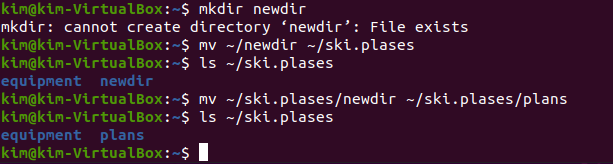 kim@kim-VirtualBox:~$ mkdir newdir
mkdir: cannot create directory ‘newdir’: File exists
kim@kim-VirtualBox:~$ mv ~/newdir ~/ski.plases
kim@kim-VirtualBox:~$ ls ~/ski.plases
equipment  newdir
kim@kim-VirtualBox:~$ mv ~/ski.plases/newdir ~/ski.plases/plans
kim@kim-VirtualBox:~$ ls ~/ski.plases
equipment  plans
kim@kim-VirtualBox:~$